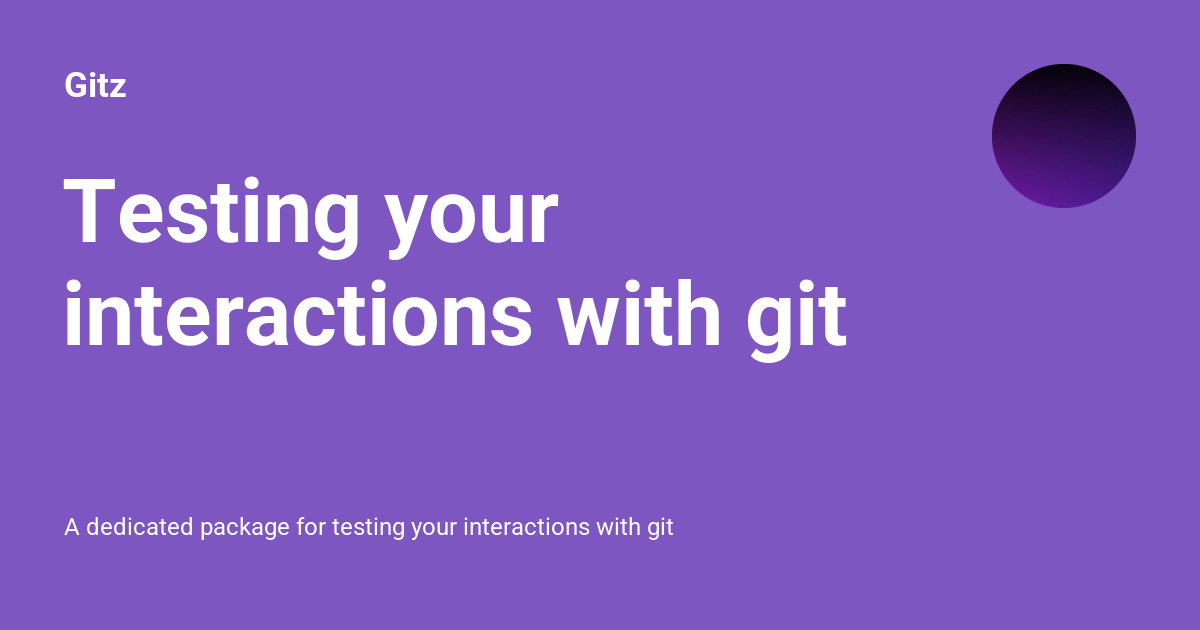 Gitz
Testing your
interactions with git
A dedicated package for testing your interactions with git